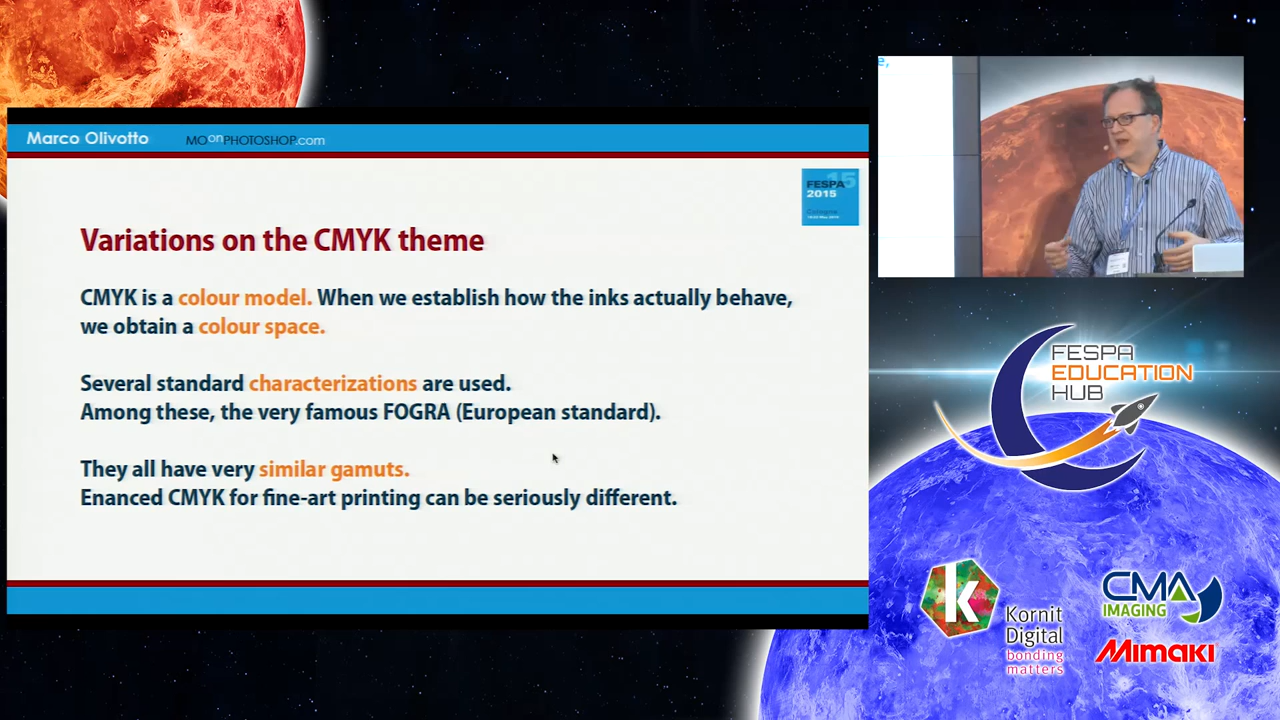 Marco Olivotto
MOonPHOTOSHOP.com
FESPA 15
2015
Variations on the CMYK theme
CMYK is a colour model. When we establish how the inks actually behave,
we obtain a colour space.
Several standard characterizations are used.
Among these, the very famous FOGRA (European standard).
They all have very similar gamuts.
Enanced CMYK for fine-art printing can be seriously different.
e,
FESPA
EDUCATION
HUB
k
Kornit
Digital
bonding
matters
CMA
IMAGING
Mimaki